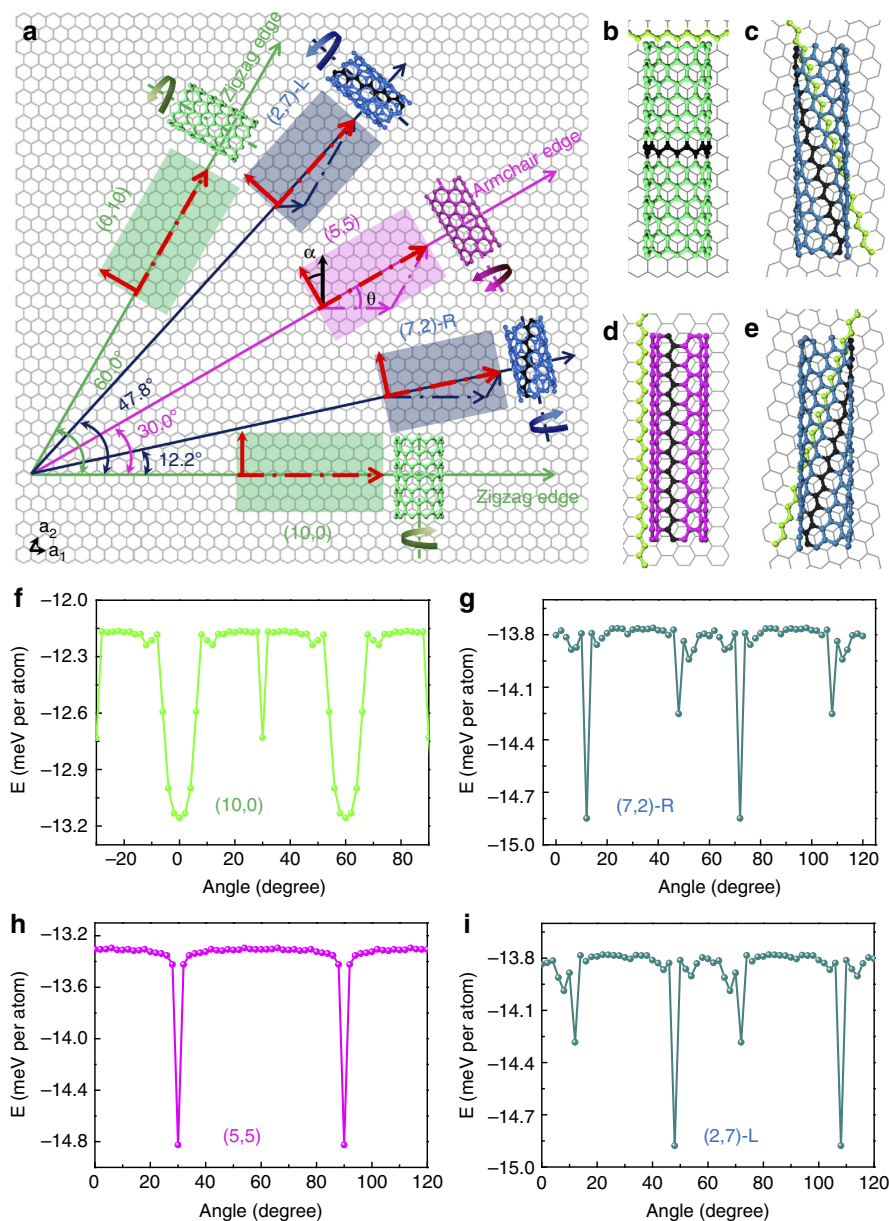 a
Zigzag edge
(2,7)-L
(0,10)
Armchair edge
(5,5)
α
θ
(7,2)-R
60.0°
47.8°
30.0°
12.2°
Zigzag edge
(10,0)
a2
a1
b
c
d
e
f
−12.0
−12.3
−12.6
−12.9
−13.2
E (meV per atom)
(10,0)
−20 0 20 40 60 80
Angle (degree)
g
−13.8
−14.1
−14.4
−14.7
−15.0
E (meV per atom)
(7,2)-R
0 20 40 60 80 100 120
Angle (degree)
h
−13.2
−13.6
−14.0
−14.4
−14.8
E (meV per atom)
(5,5)
0 20 40 60 80 100 120
Angle (degree)
i
−13.8
−14.1
−14.4
−14.7
−15.0
E (meV per atom)
(2,7)-L
0 20 40 60 80 100 120
Angle (degree)